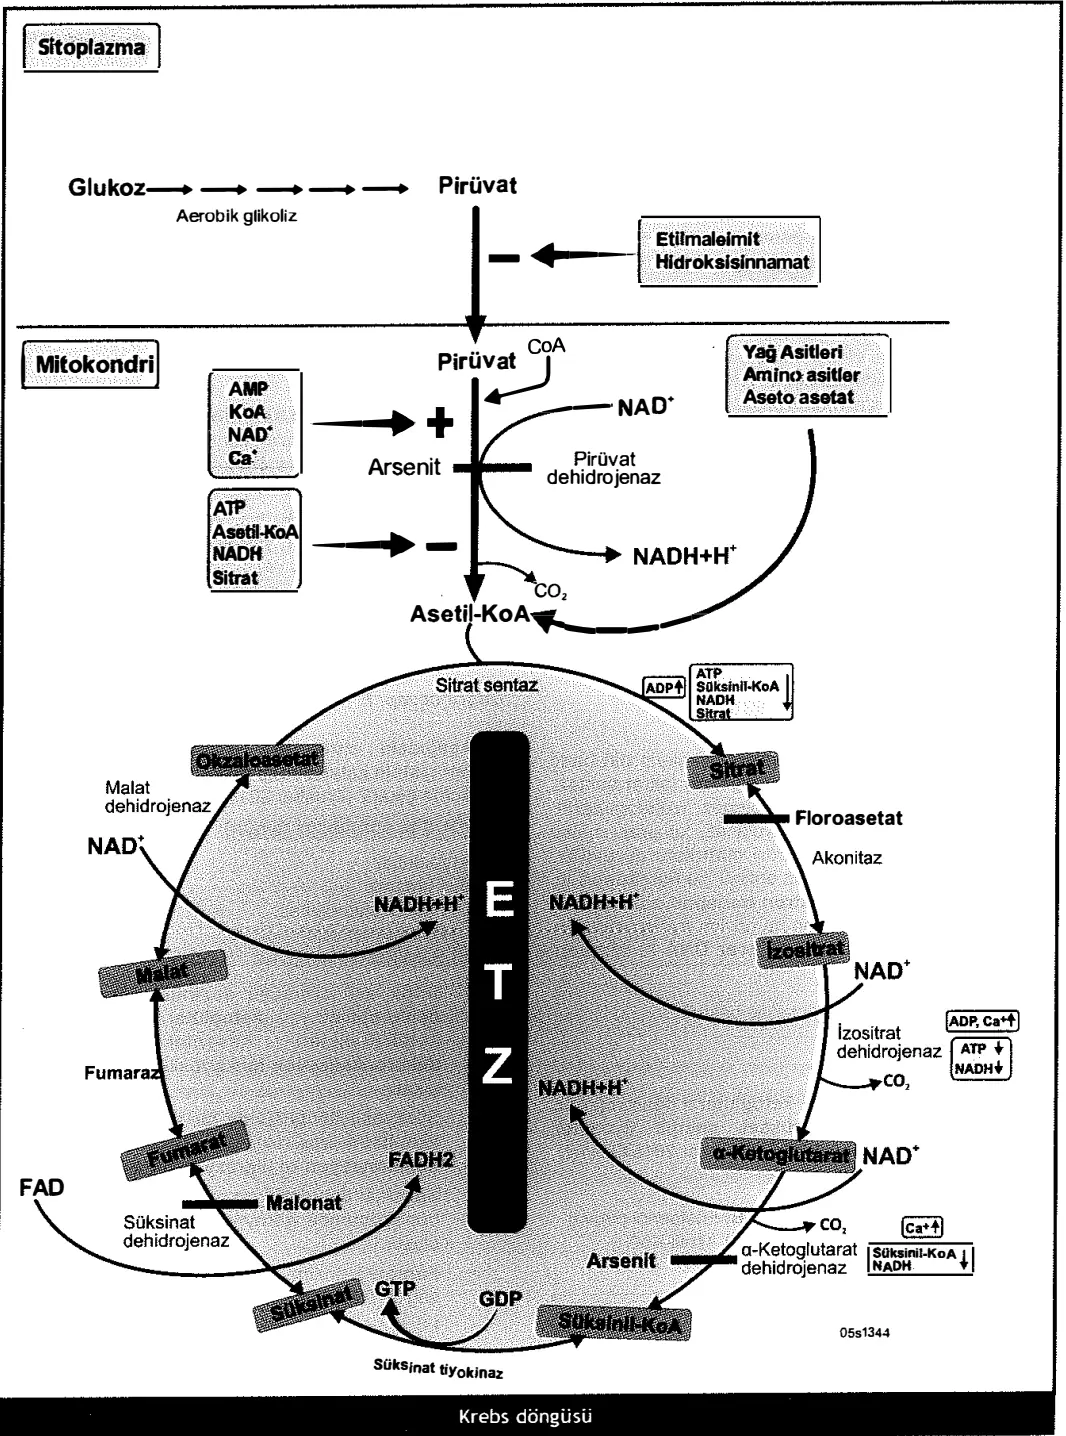 Sitoplazma
Glukoz
Pirüvat
Aerobik glikoliz
Etilmaleimit
Hidroksisinnamat
Mitokondri
Pirüvat
CoA
Yağ Asitleri
Amino asitler
Aseto asetat
AMP
KoA
NAD⁺
Ca⁺
+
NAD⁺
Arsenit
Pirüvat
dehidrojenaz
ATP
Asetil-KoA
NADH
Sitrat
NADH+H⁺
CO₂
Asetil-KoA
Sitrat sentaz
ADP↑
ATP
Süksinil-KoA
NADH
Sitrat
↓
Okzaloasetat
Sitrat
Malat
dehidrojenaz
Floroasetat
NAD⁺
Akonitaz
NADH+H⁺
E
T
Z
NADH+H⁺
İzositrat
NAD⁺
Malat
ADP, Ca⁺↑
İzositrat
dehidrojenaz
ATP ↓
NADH↓
CO₂
Fumaraz
NADH+H⁺
Fumarat
FADH2
α-Ketoglutarat
NAD⁺
FAD
Malonat
Süksinat
dehidrojenaz
CO₂
Ca⁺↑
Arsenit
α-Ketoglutarat
dehidrojenaz
Süksinil-KoA
NADH
↓
Süksinat
GTP
GDP
Süksinil-KoA
05s1344
Süksinat tiyokinaz
Krebs döngüsü